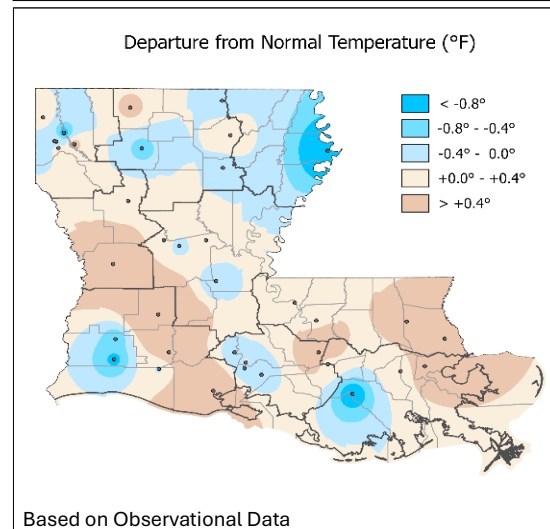 Departure from Normal Temperature (°F)
< -0.8°
-0.8° - -0.4°
-0.4° - 0.0°
+0.0° - +0.4°
> +0.4°
Based on Observational Data